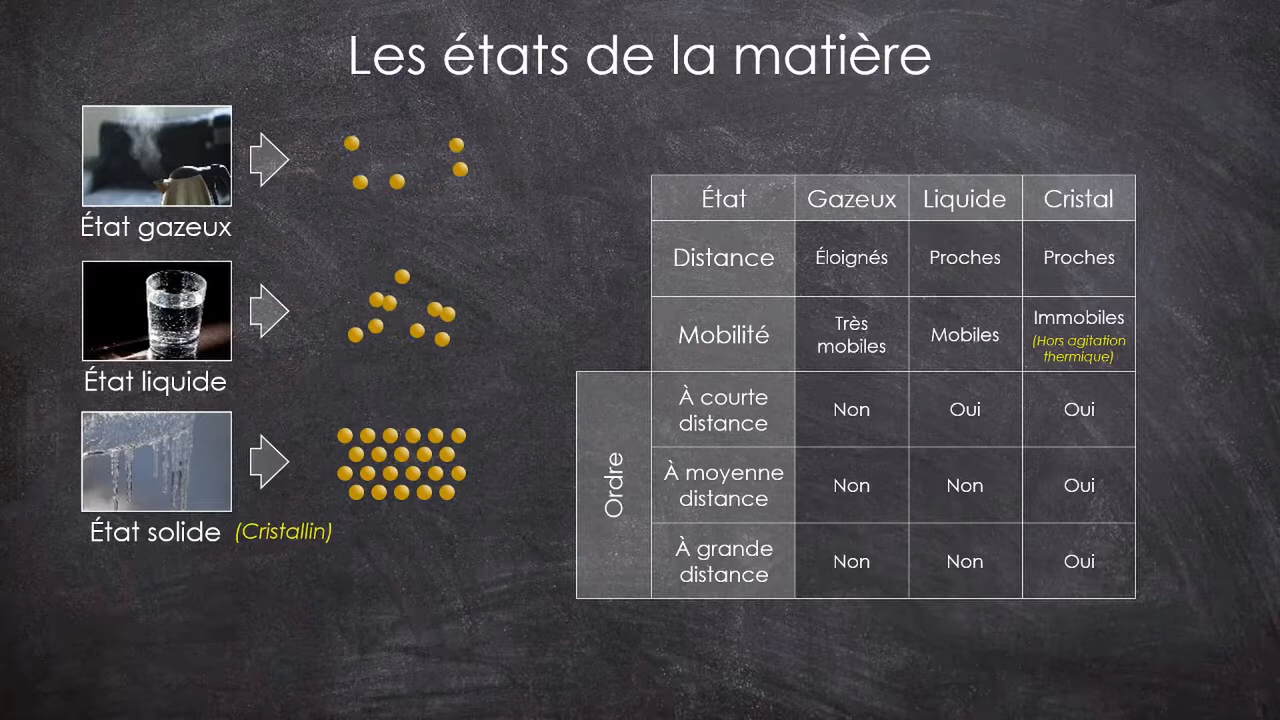 Les états de la matière
État gazeux
État liquide
État solide (Cristallin)
État Gazeux Liquide Cristal
Distance Éloignés Proches Proches
Mobilité Très mobiles Mobiles Immobiles (Hors agitation thermique)
Ordre
À courte distance Non Oui Oui
À moyenne distance Non Non Oui
À grande distance Non Non Oui